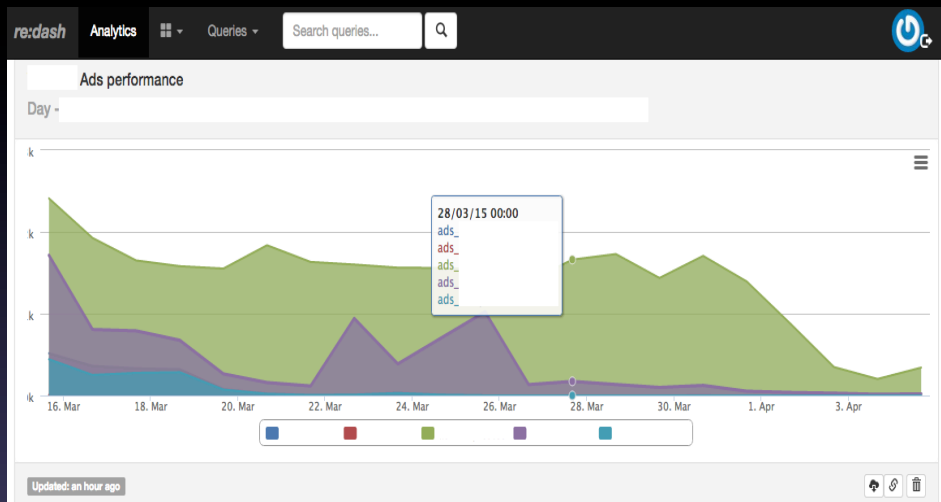 re:dash Analytics Queries Search queries...
Ads performance
Day -
k
k
28/03/15 00:00
ads_
ads_
ads_
ads_
ads_
k
k
16. Mar 18. Mar 20. Mar 22. Mar 24. Mar 26. Mar 28. Mar 30. Mar 1. Apr 3. Apr
Updated: an hour ago